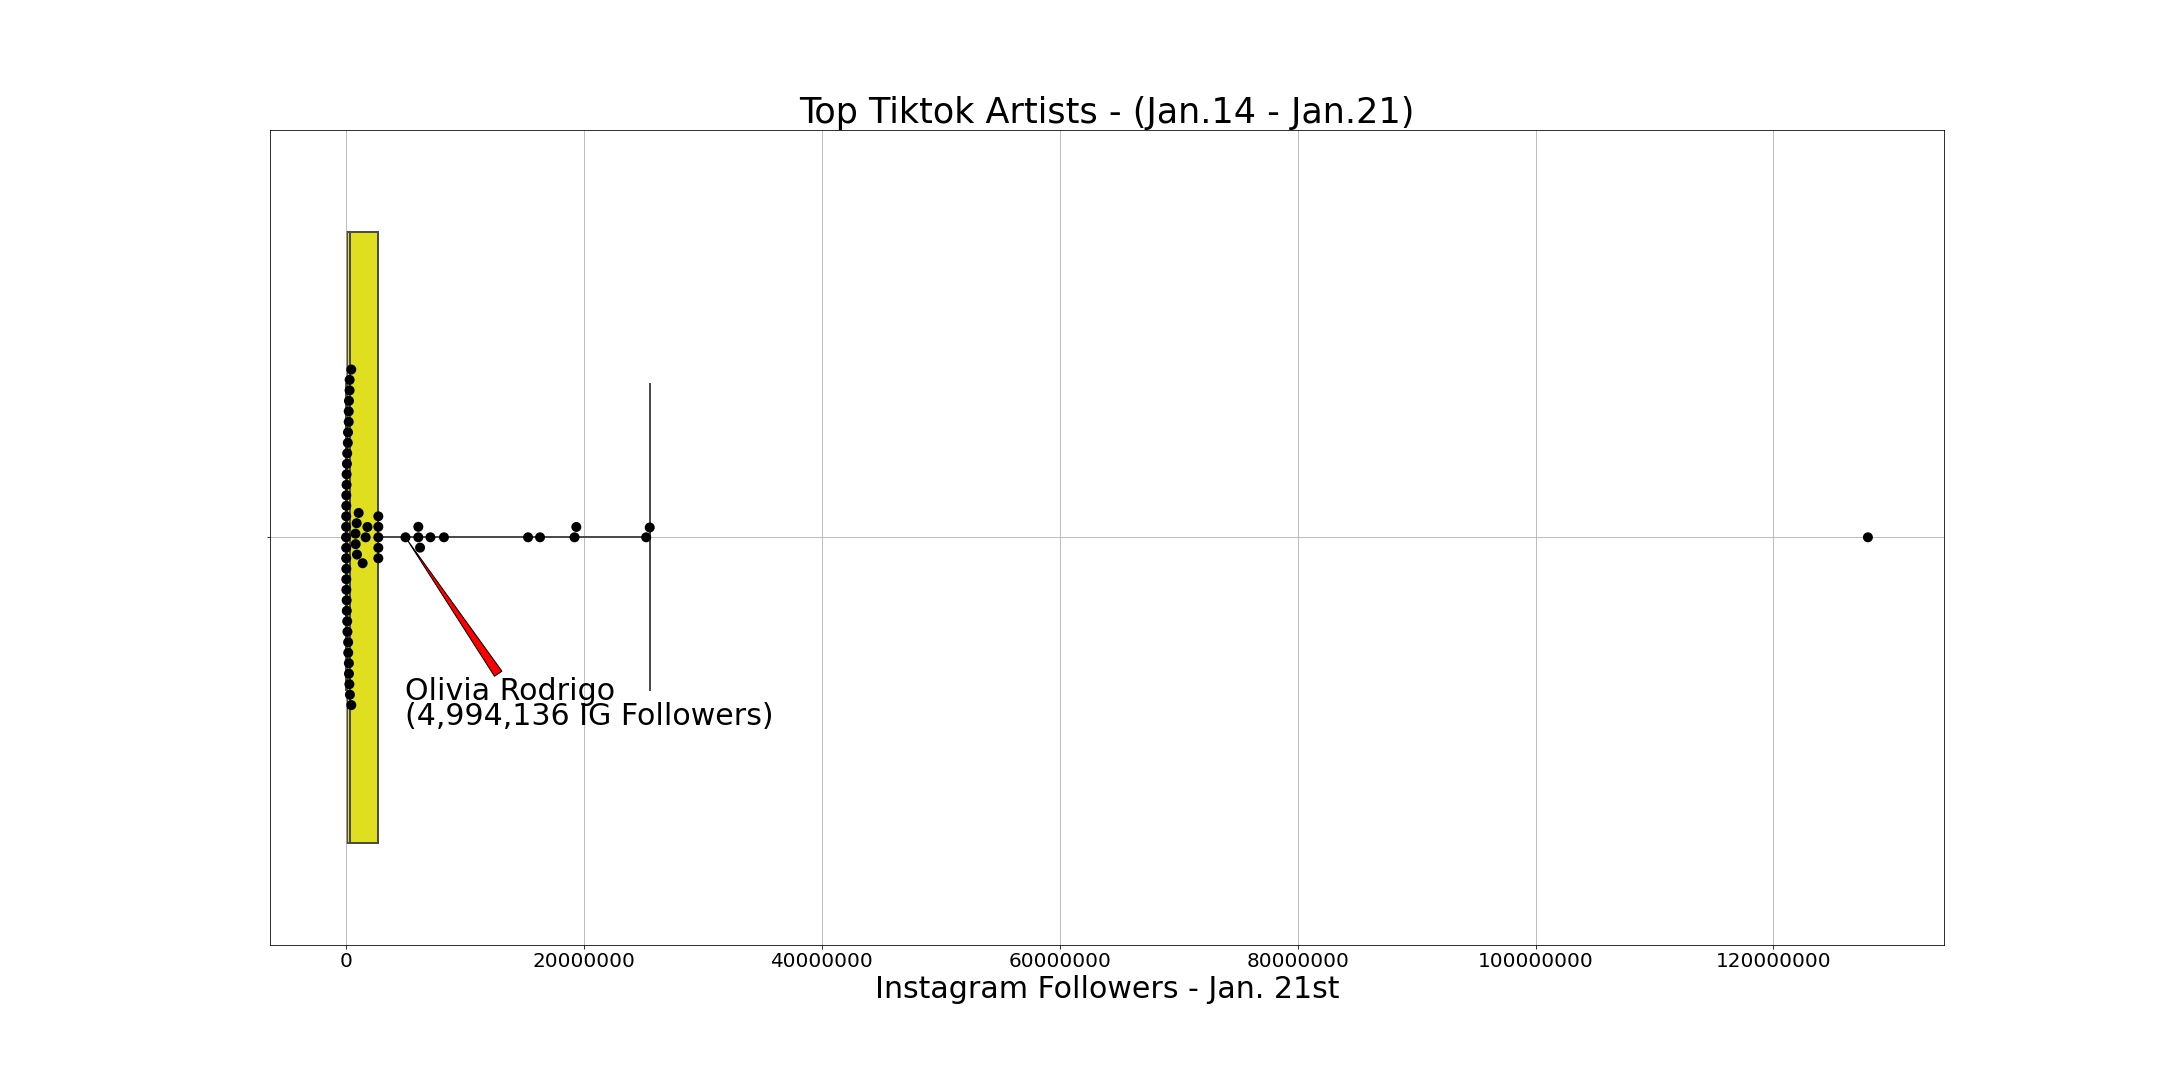 Top Tiktok Artists - (Jan.14 - Jan.21)
Olivia Rodrigo
(4,994,136 IG Followers)
0 20000000 40000000 60000000 80000000 100000000 120000000
Instagram Followers - Jan. 21st